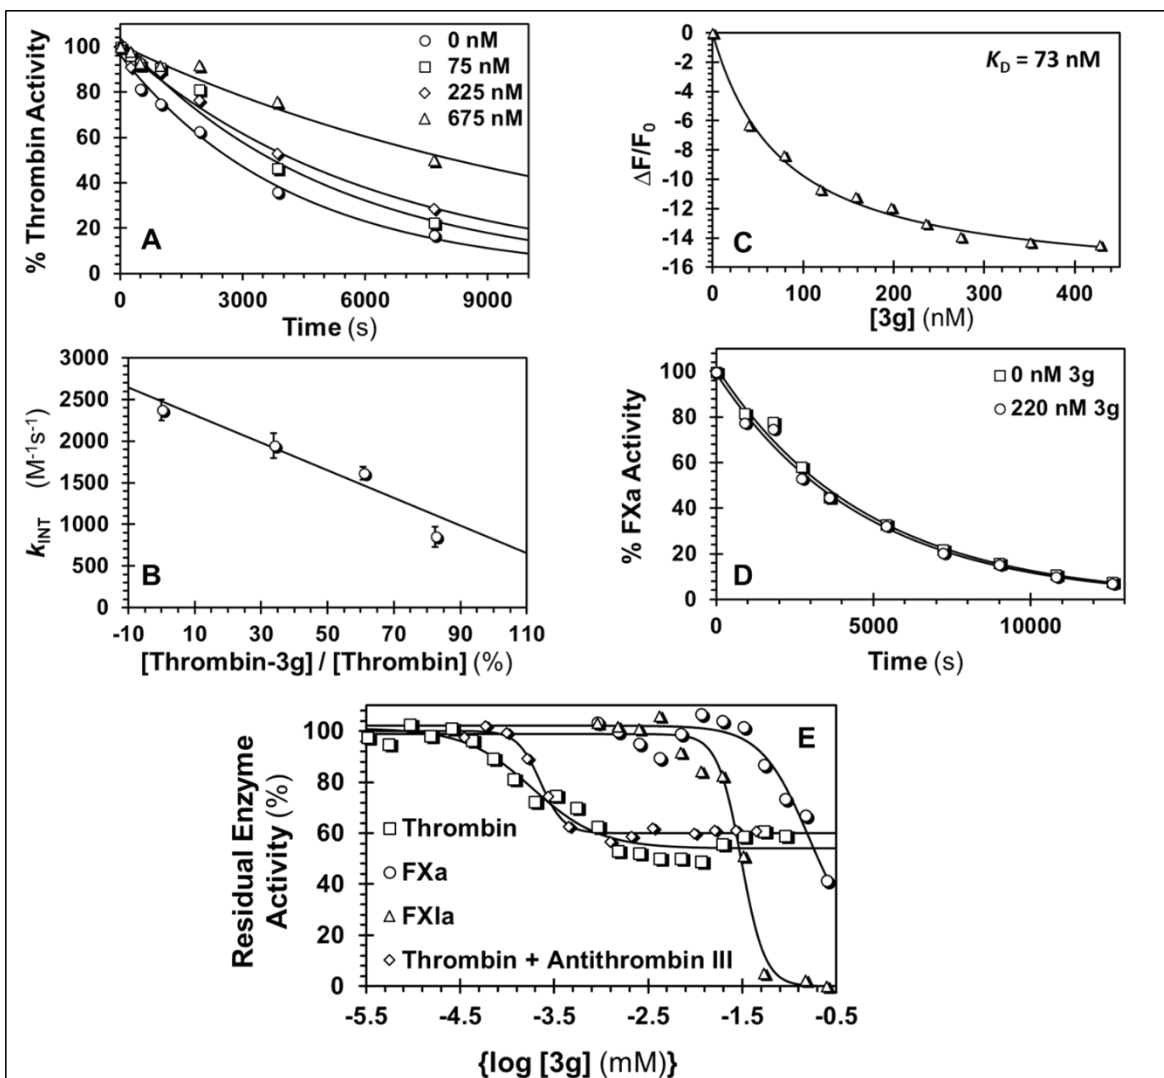 % Thrombin Activity
100
80
60
40
20
0
0 nM
75 nM
225 nM
675 nM
A
0
3000
6000
9000
Time (s)
ΔF/F0
0
-2
-4
-6
-8
-10
-12
-14
-16
KD = 73 nM
C
0
100
200
300
400
[3g] (nM)
kINT (M-1s-1)
3000
2500
2000
1500
1000
500
0
B
-10
10
30
50
70
90
110
[Thrombin-3g] / [Thrombin] (%)
% FXa Activity
100
80
60
40
20
0
0 nM 3g
220 nM 3g
D
0
5000
10000
Time (s)
Residual Enzyme
Activity (%)
100
80
60
40
20
0
E
Thrombin
FXa
FXIa
Thrombin + Antithrombin III
-5.5
-4.5
-3.5
-2.5
-1.5
-0.5
{log [3g] (mM)}